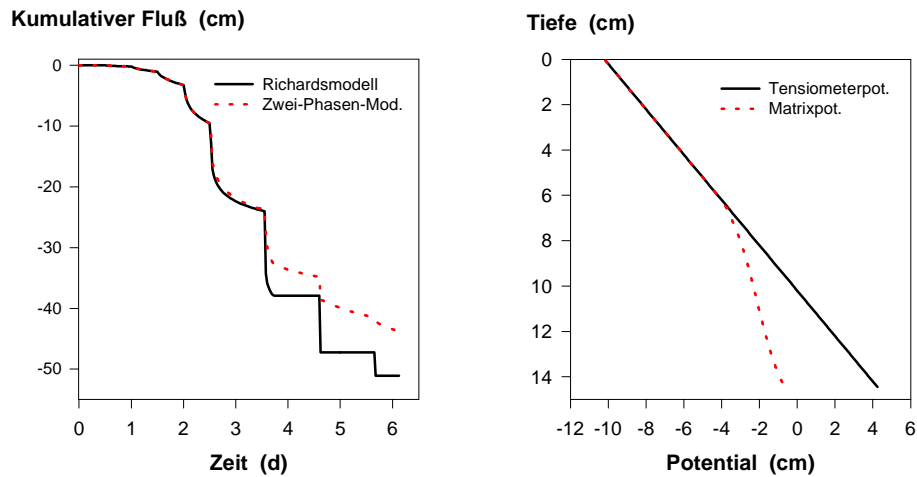 Kumulativer Fluß (cm)
0
-10
-20
-30
-40
-50
Richardsmodell
Zwei-Phasen-Mod.
0 1 2 3 4 5 6
Zeit (d)
Tiefe (cm)
0
2
4
6
8
10
12
14
Tensiometerpot.
Matrixpot.
-12 -10 -8 -6 -4 -2 0 2 4 6
Potential (cm)